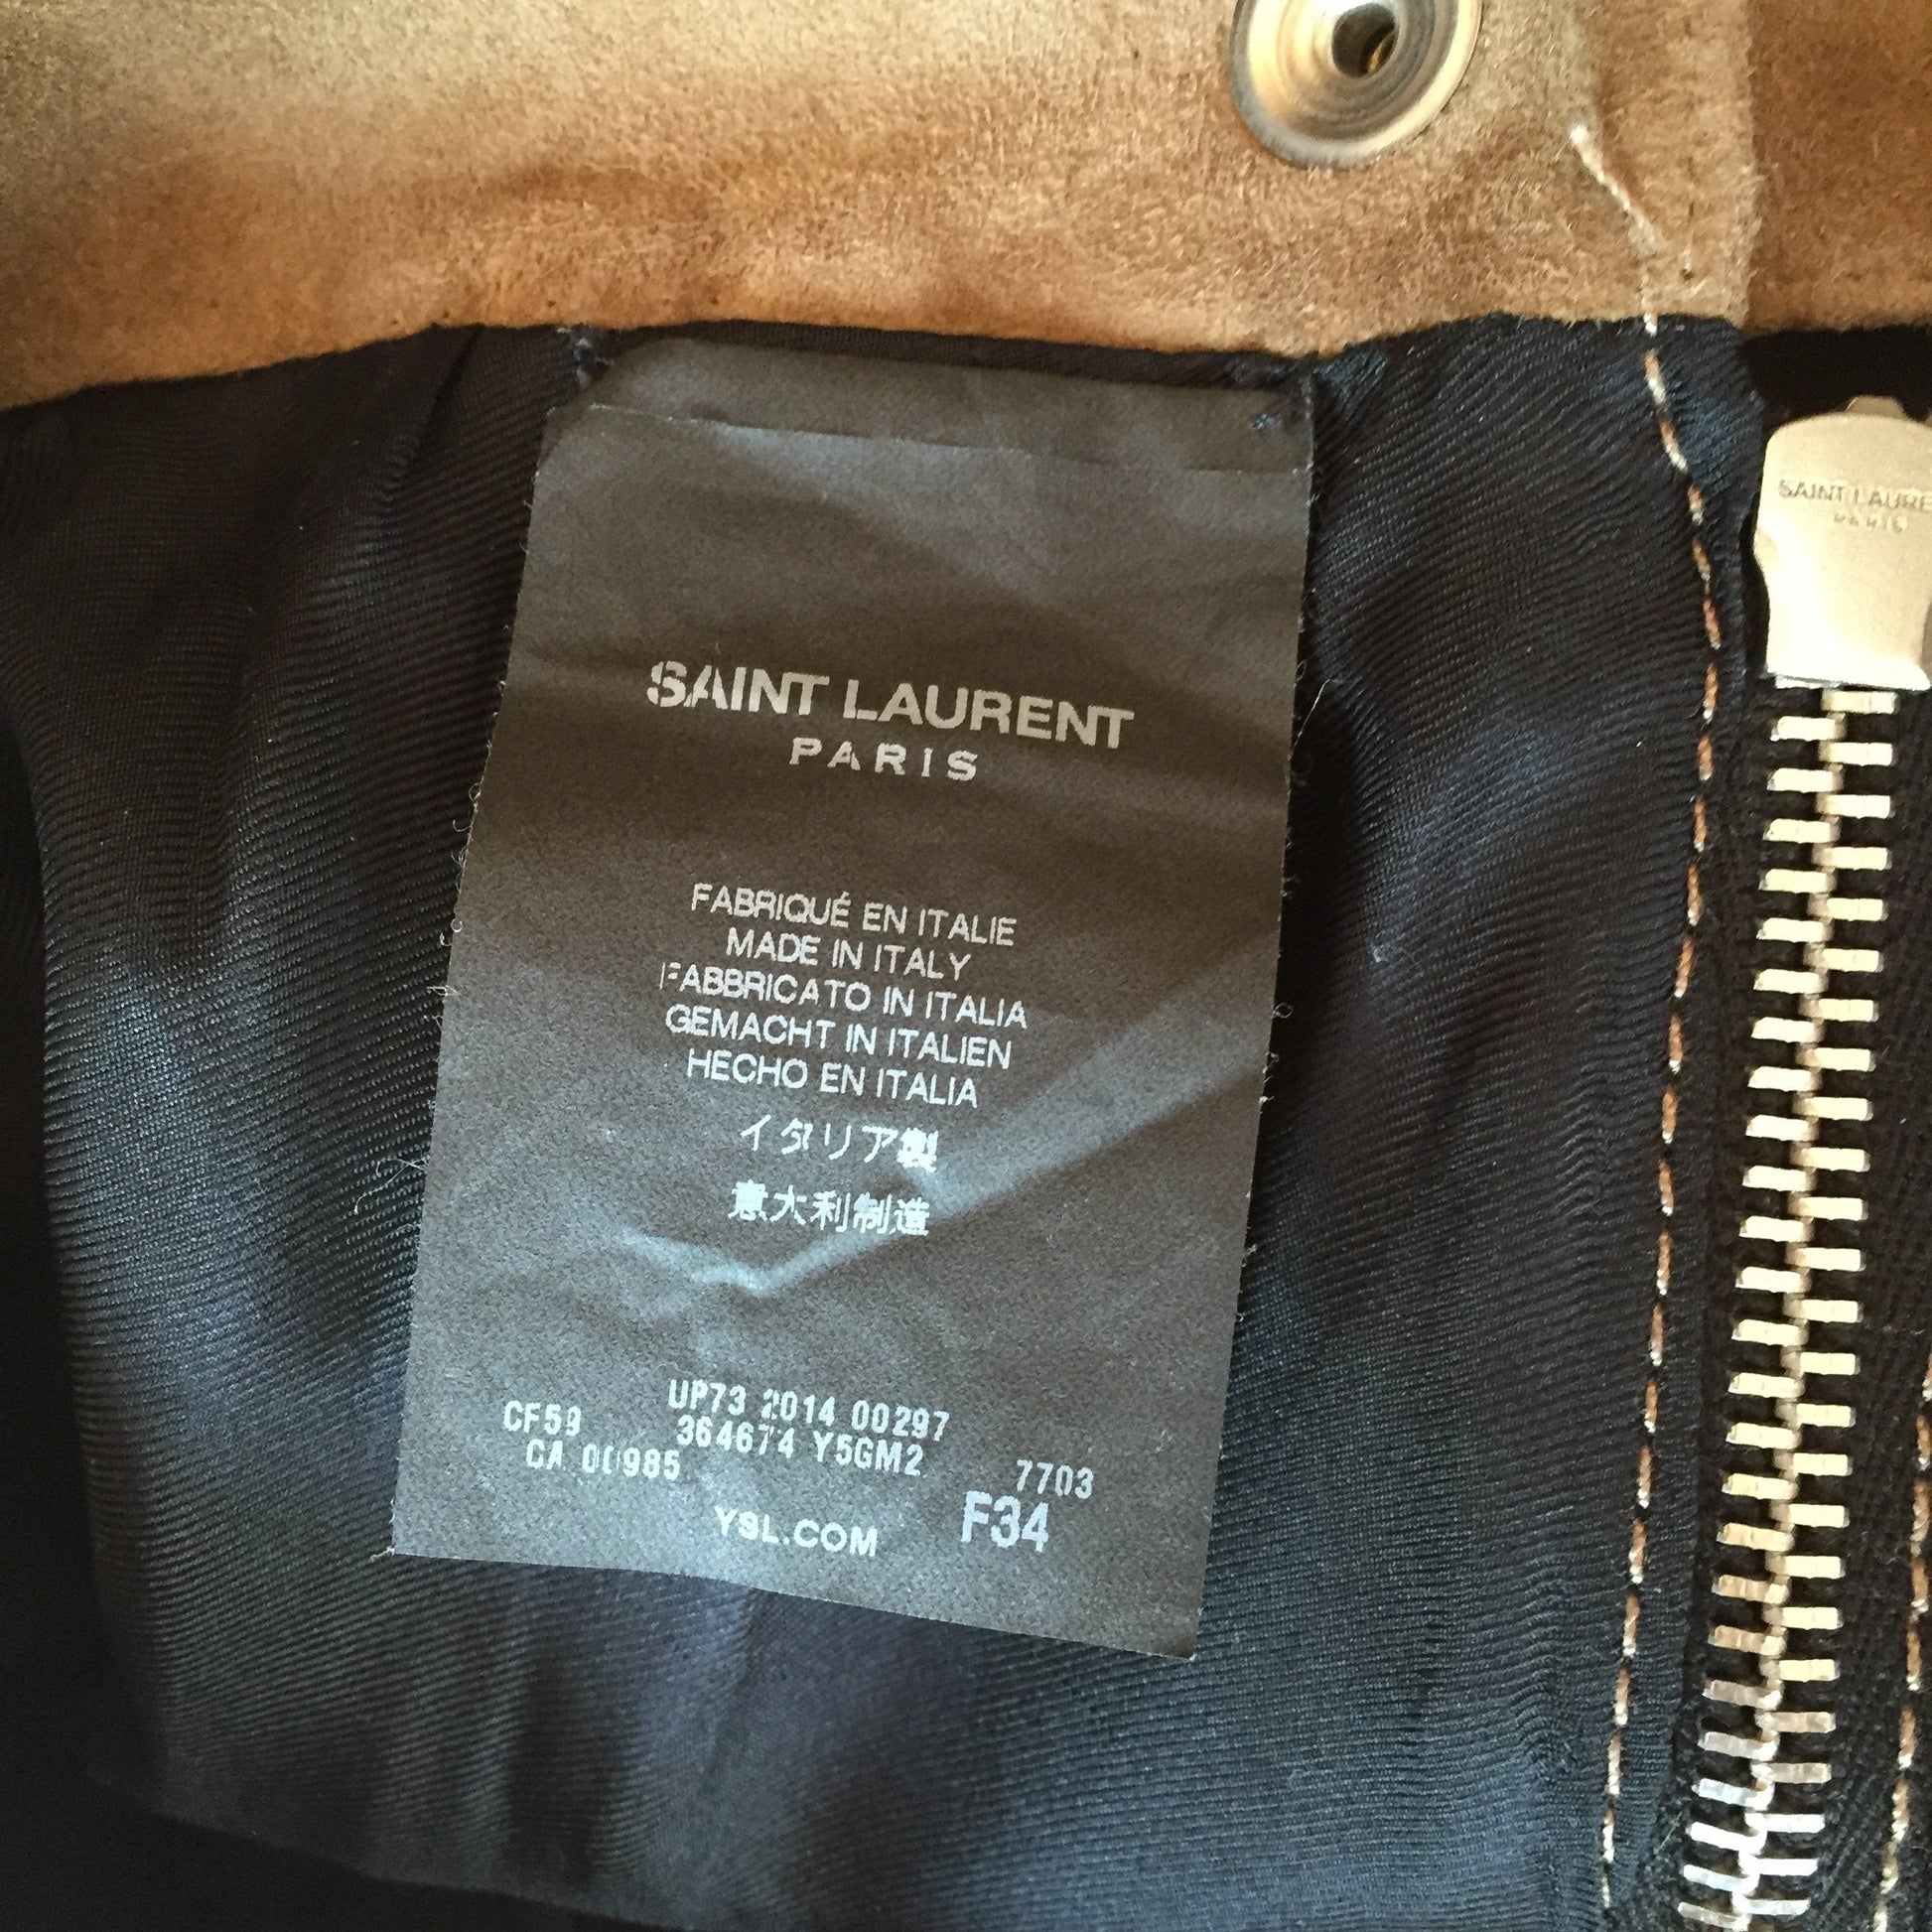 SAINT LAURENT
PARIS
FABRIQUÉ EN ITALIE
MADE IN ITALY
FABBRICATO IN ITALIA
GEMACHT IN ITALIEN
HECHO EN ITALIA
イタリア製
意大利制造
UP73 2014 00297
CF59 364674 Y5GM2 7703
CA 00985 F34
YSL.COM
SAINT LAURE
PARIS